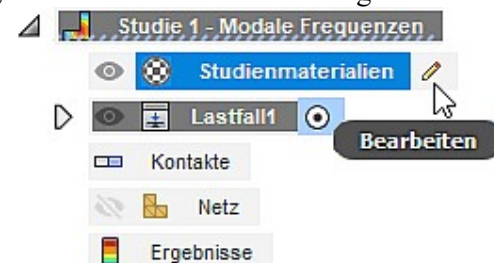 Studie 1 - Modale Frequenzen
Studienmaterialien
Lastfall1
Bearbeiten
Kontakte
Netz
Ergebnisse